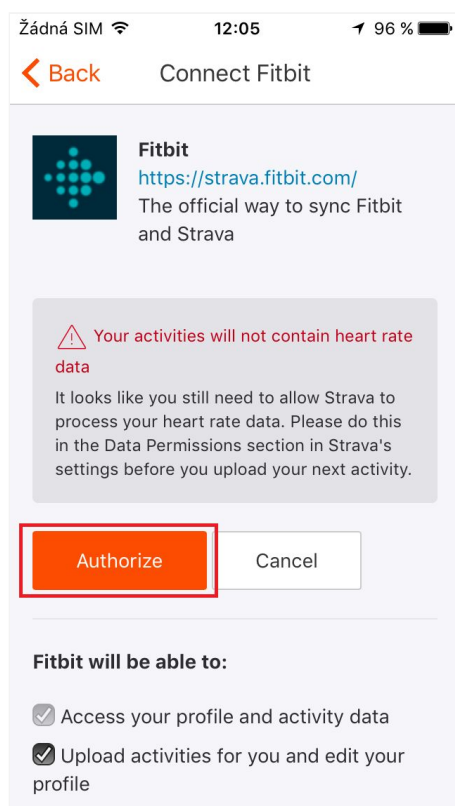 Žádná SIM 12:05 96 %
Back Connect Fitbit
Fitbit
https://strava.fitbit.com/
The official way to sync Fitbit
and Strava
Your activities will not contain heart rate
data
It looks like you still need to allow Strava to
process your heart rate data. Please do this
in the Data Permissions section in Strava's
settings before you upload your next activity.
Authorize Cancel
Fitbit will be able to:
Access your profile and activity data
Upload activities for you and edit your
profile